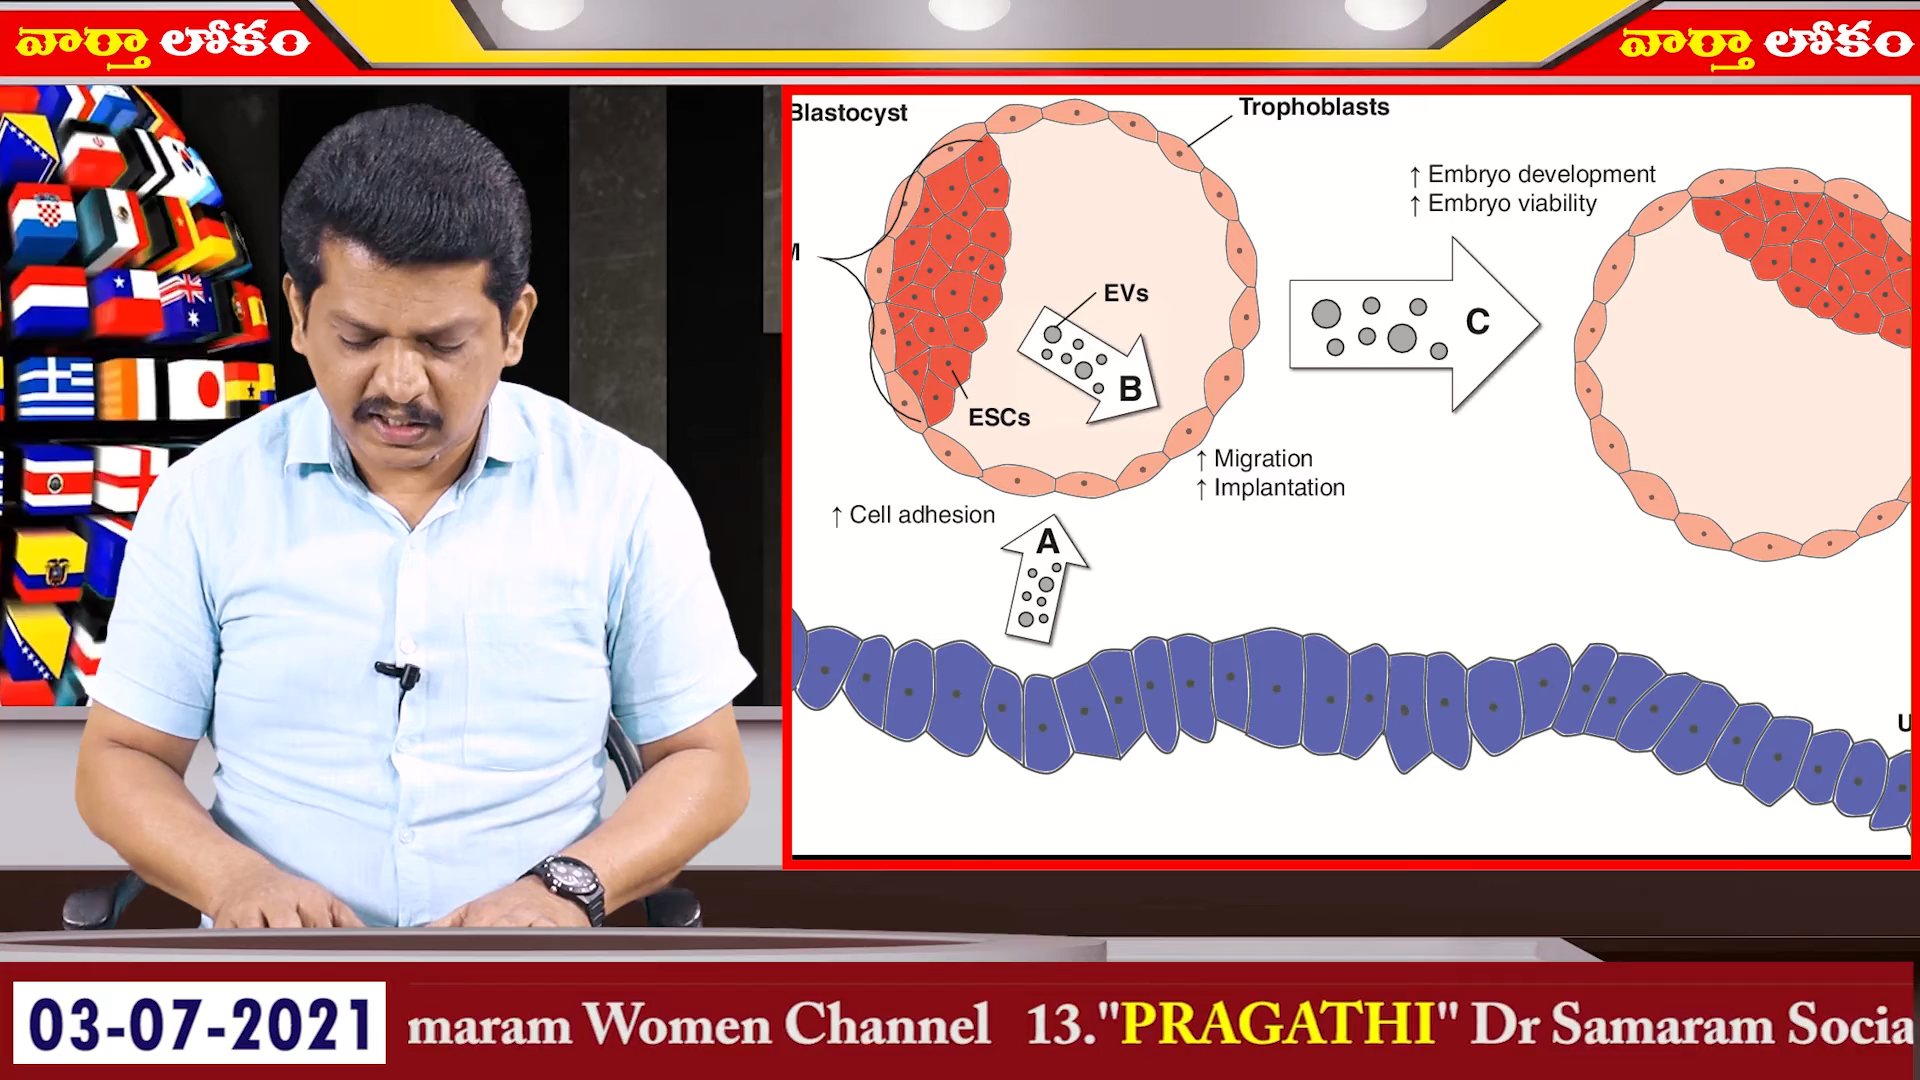 వార్తా లోకం
వార్తా లోకం
Blastocyst
Trophoblasts
↑ Embryo development
↑ Embryo viability
M
EVs
C
B
ESCs
↑ Migration
↑ Implantation
↑ Cell adhesion
A
U
03-07-2021
maram Women Channel 13."PRAGATHI" Dr Samaram Socia